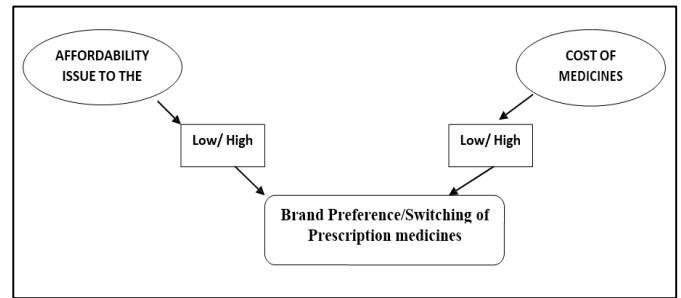 AFFORDABILITY
ISSUE TO THE
COST OF
MEDICINES
Low/ High
Low/ High
Brand Preference/Switching of
Prescription medicines